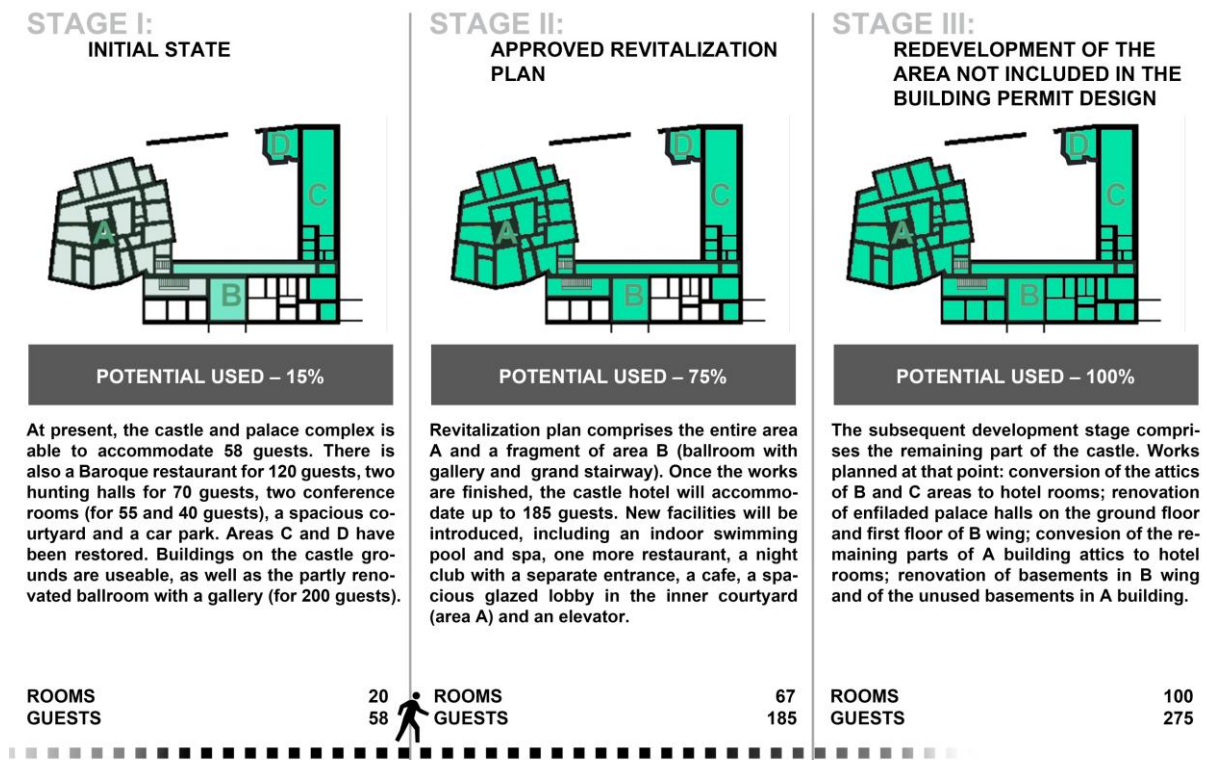 STAGE I:
INITIAL STATE
A
B
C
D
POTENTIAL USED – 15%
At present, the castle and palace complex is
able to accommodate 58 guests. There is
also a Baroque restaurant for 120 guests, two
hunting halls for 70 guests, two conference
rooms (for 55 and 40 guests), a spacious co-
urtyard and a car park. Areas C and D have
been restored. Buildings on the castle gro-
unds are useable, as well as the partly reno-
vated ballroom with a gallery (for 200 guests).
ROOMS 20
GUESTS 58
STAGE II:
APPROVED REVITALIZATION
PLAN
A
B
C
D
POTENTIAL USED – 75%
Revitalization plan comprises the entire area
A and a fragment of area B (ballroom with
gallery and grand stairway). Once the works
are finished, the castle hotel will accommo-
date up to 185 guests. New facilities will be
introduced, including an indoor swimming
pool and spa, one more restaurant, a night
club with a separate entrance, a cafe, a spa-
cious glazed lobby in the inner courtyard
(area A) and an elevator.
ROOMS 67
GUESTS 185
STAGE III:
REDEVELOPMENT OF THE
AREA NOT INCLUDED IN THE
BUILDING PERMIT DESIGN
A
B
C
D
POTENTIAL USED – 100%
The subsequent development stage compri-
ses the remaining part of the castle. Works
planned at that point: conversion of the attics
of B and C areas to hotel rooms; renovation
of enfiladed palace halls on the ground floor
and first floor of B wing; convesion of the re-
maining parts of A building attics to hotel
rooms; renovation of basements in B wing
and of the unused basements in A building.
ROOMS 100
GUESTS 275